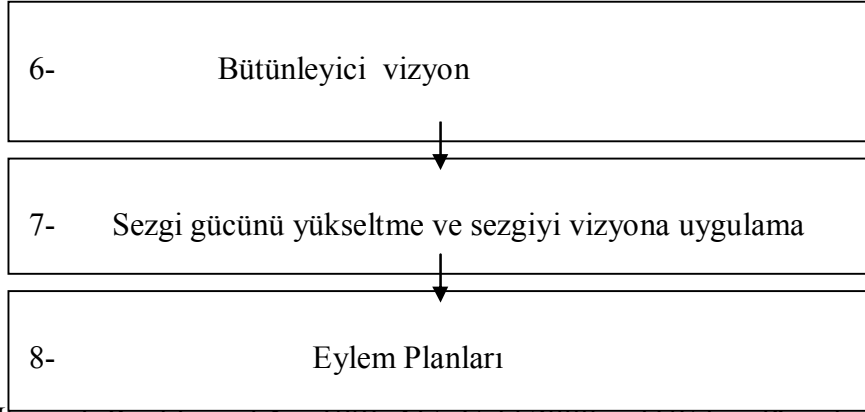 6- Bütünleyici vizyon
7- Sezgi gücünü yükseltme ve sezgiyi vizyona uygulama
8- Eylem Planları